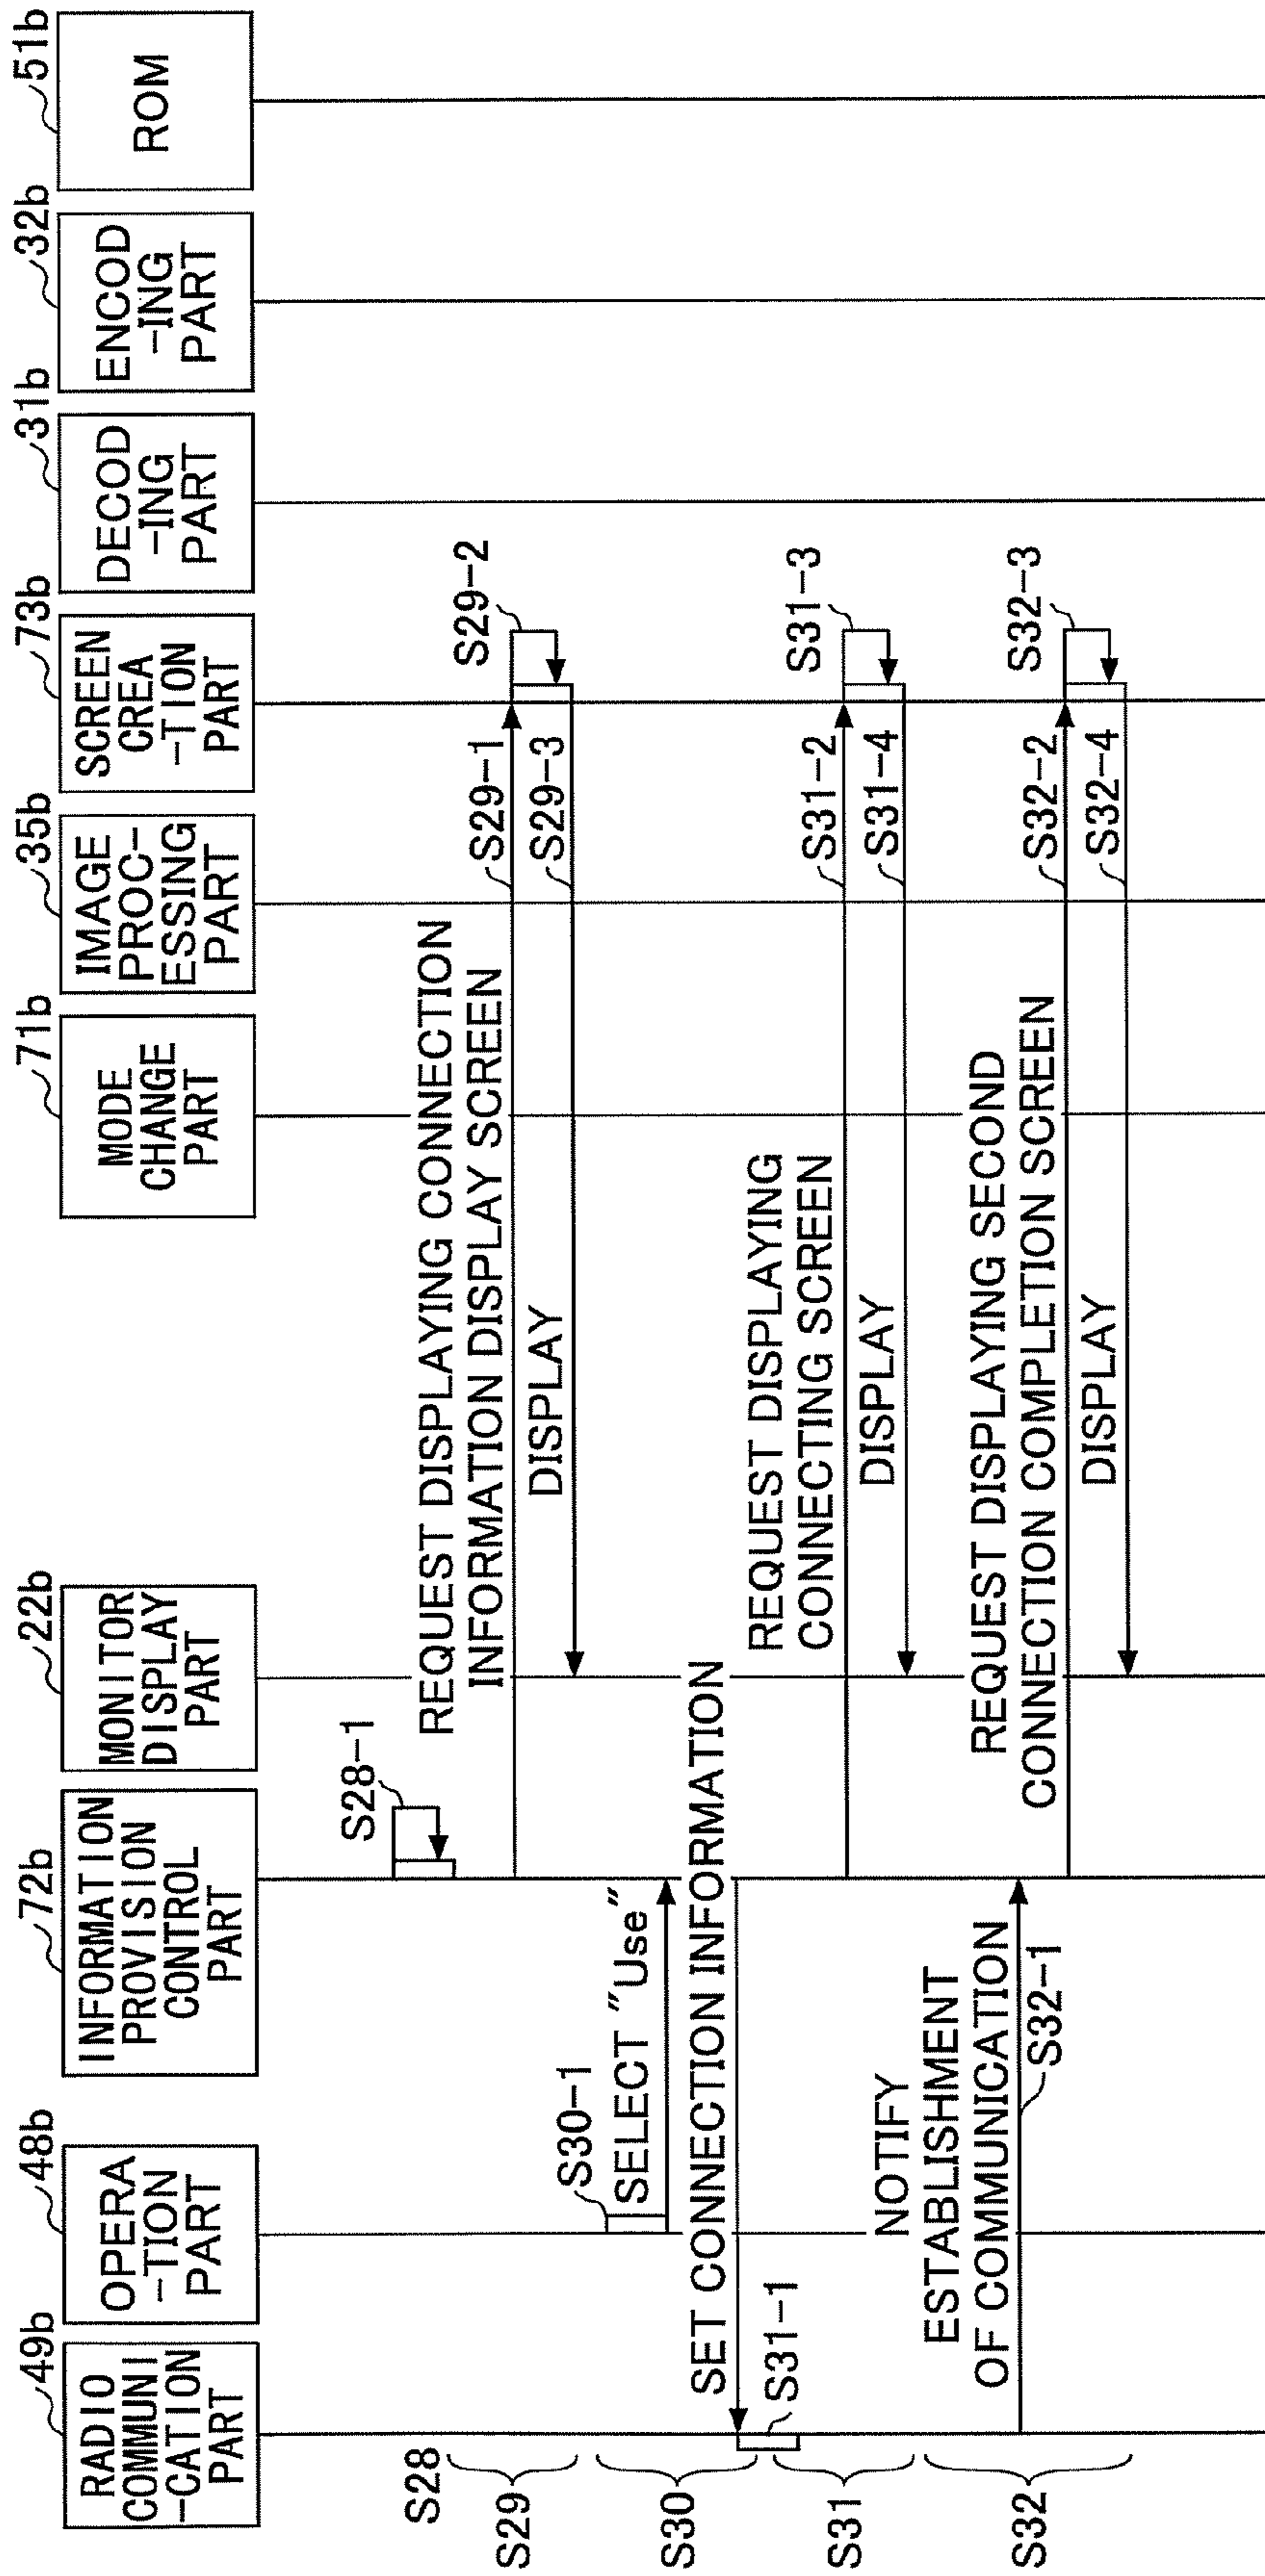 49b
RADIO
COMMUNI
-CATION
PART
48b
OPERA
-TION
PART
72b
INFORMATION
PROVISION
CONTROL
PART
22b
MONITOR
DISPLAY
PART
71b
MODE
CHANGE
PART
35b
IMAGE
PROC-
ESSING
PART
73b
SCREEN
CREA
-TION
PART
31b
DECOD
-ING
PART
32b
ENCOD
-ING
PART
51b
ROM
S28
S28-1
S29
REQUEST DISPLAYING CONNECTION
INFORMATION DISPLAY SCREEN
S29-1
S29-2
DISPLAY
S29-3
S30
S30-1
SELECT "Use"
SET CONNECTION INFORMATION
S31
S31-1
REQUEST DISPLAYING
CONNECTING SCREEN
S31-2
S31-3
DISPLAY
S31-4
S32
NOTIFY
ESTABLISHMENT
OF COMMUNICATION
S32-1
REQUEST DISPLAYING SECOND
CONNECTION COMPLETION SCREEN
S32-2
S32-3
DISPLAY
S32-4